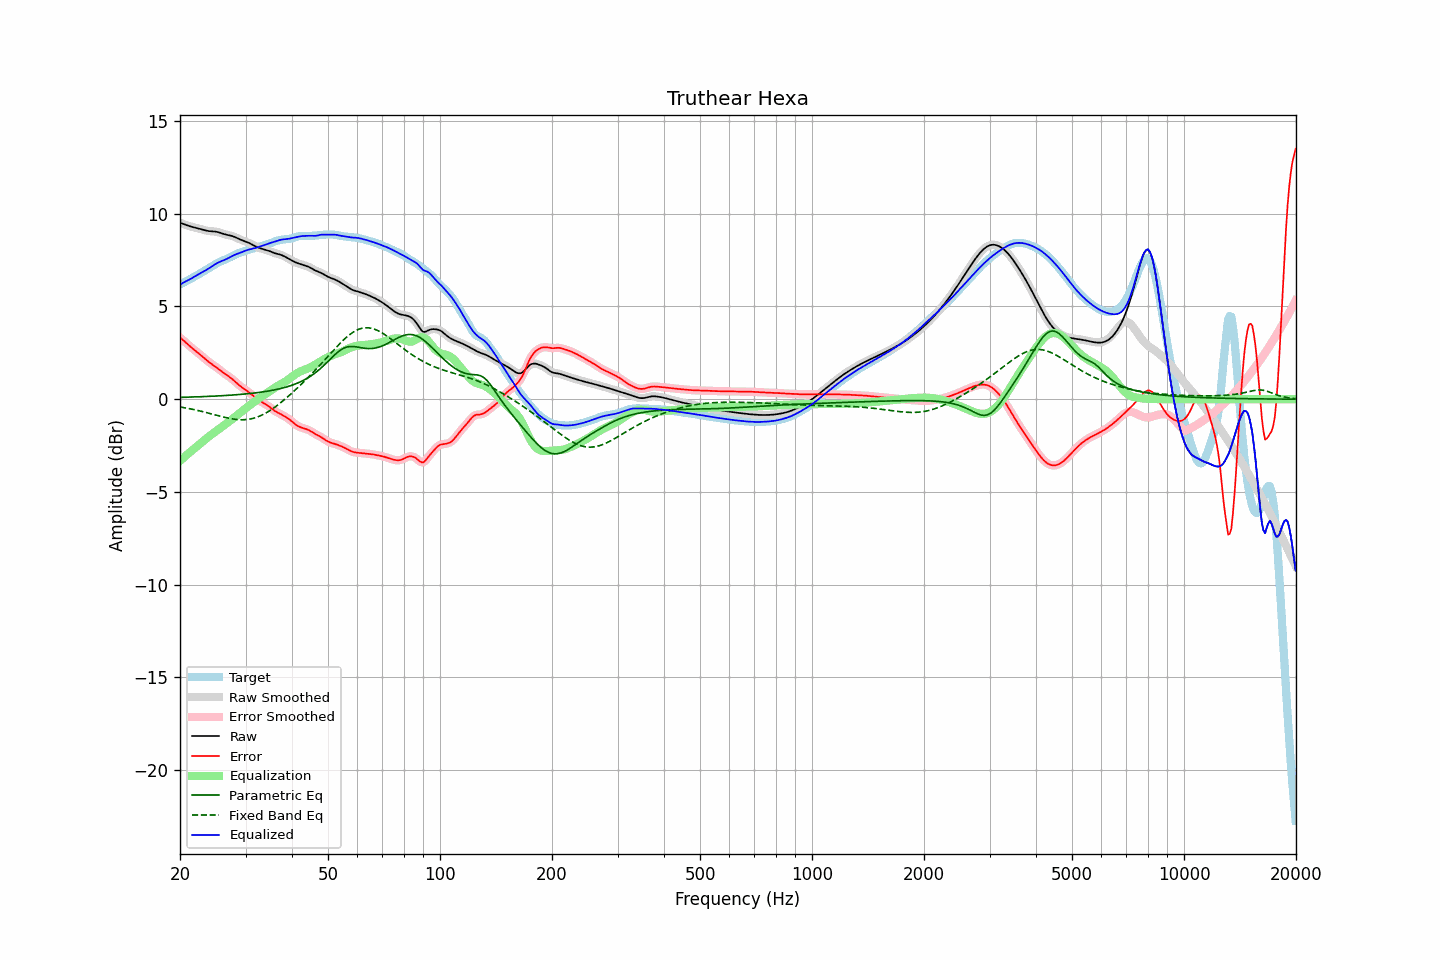 Truthear Hexa
15
10
5
0
−5
−10
−15
−20
Amplitude (dBr)
Target
Raw Smoothed
Error Smoothed
Raw
Error
Equalization
Parametric Eq
Fixed Band Eq
Equalized
20 50 100 200 500 1000 2000 5000 10000 20000
Frequency (Hz)